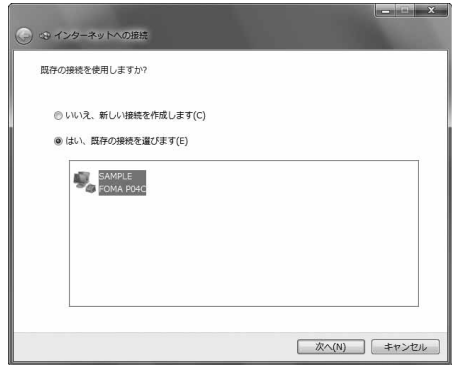 インターネットへの接続
既存の接続を使用しますか?
いいえ、新しい接続を作成します(C)
はい、既存の接続を選びます(E)
SAMPLE
FOMA P04C
次へ(N)
キャンセル